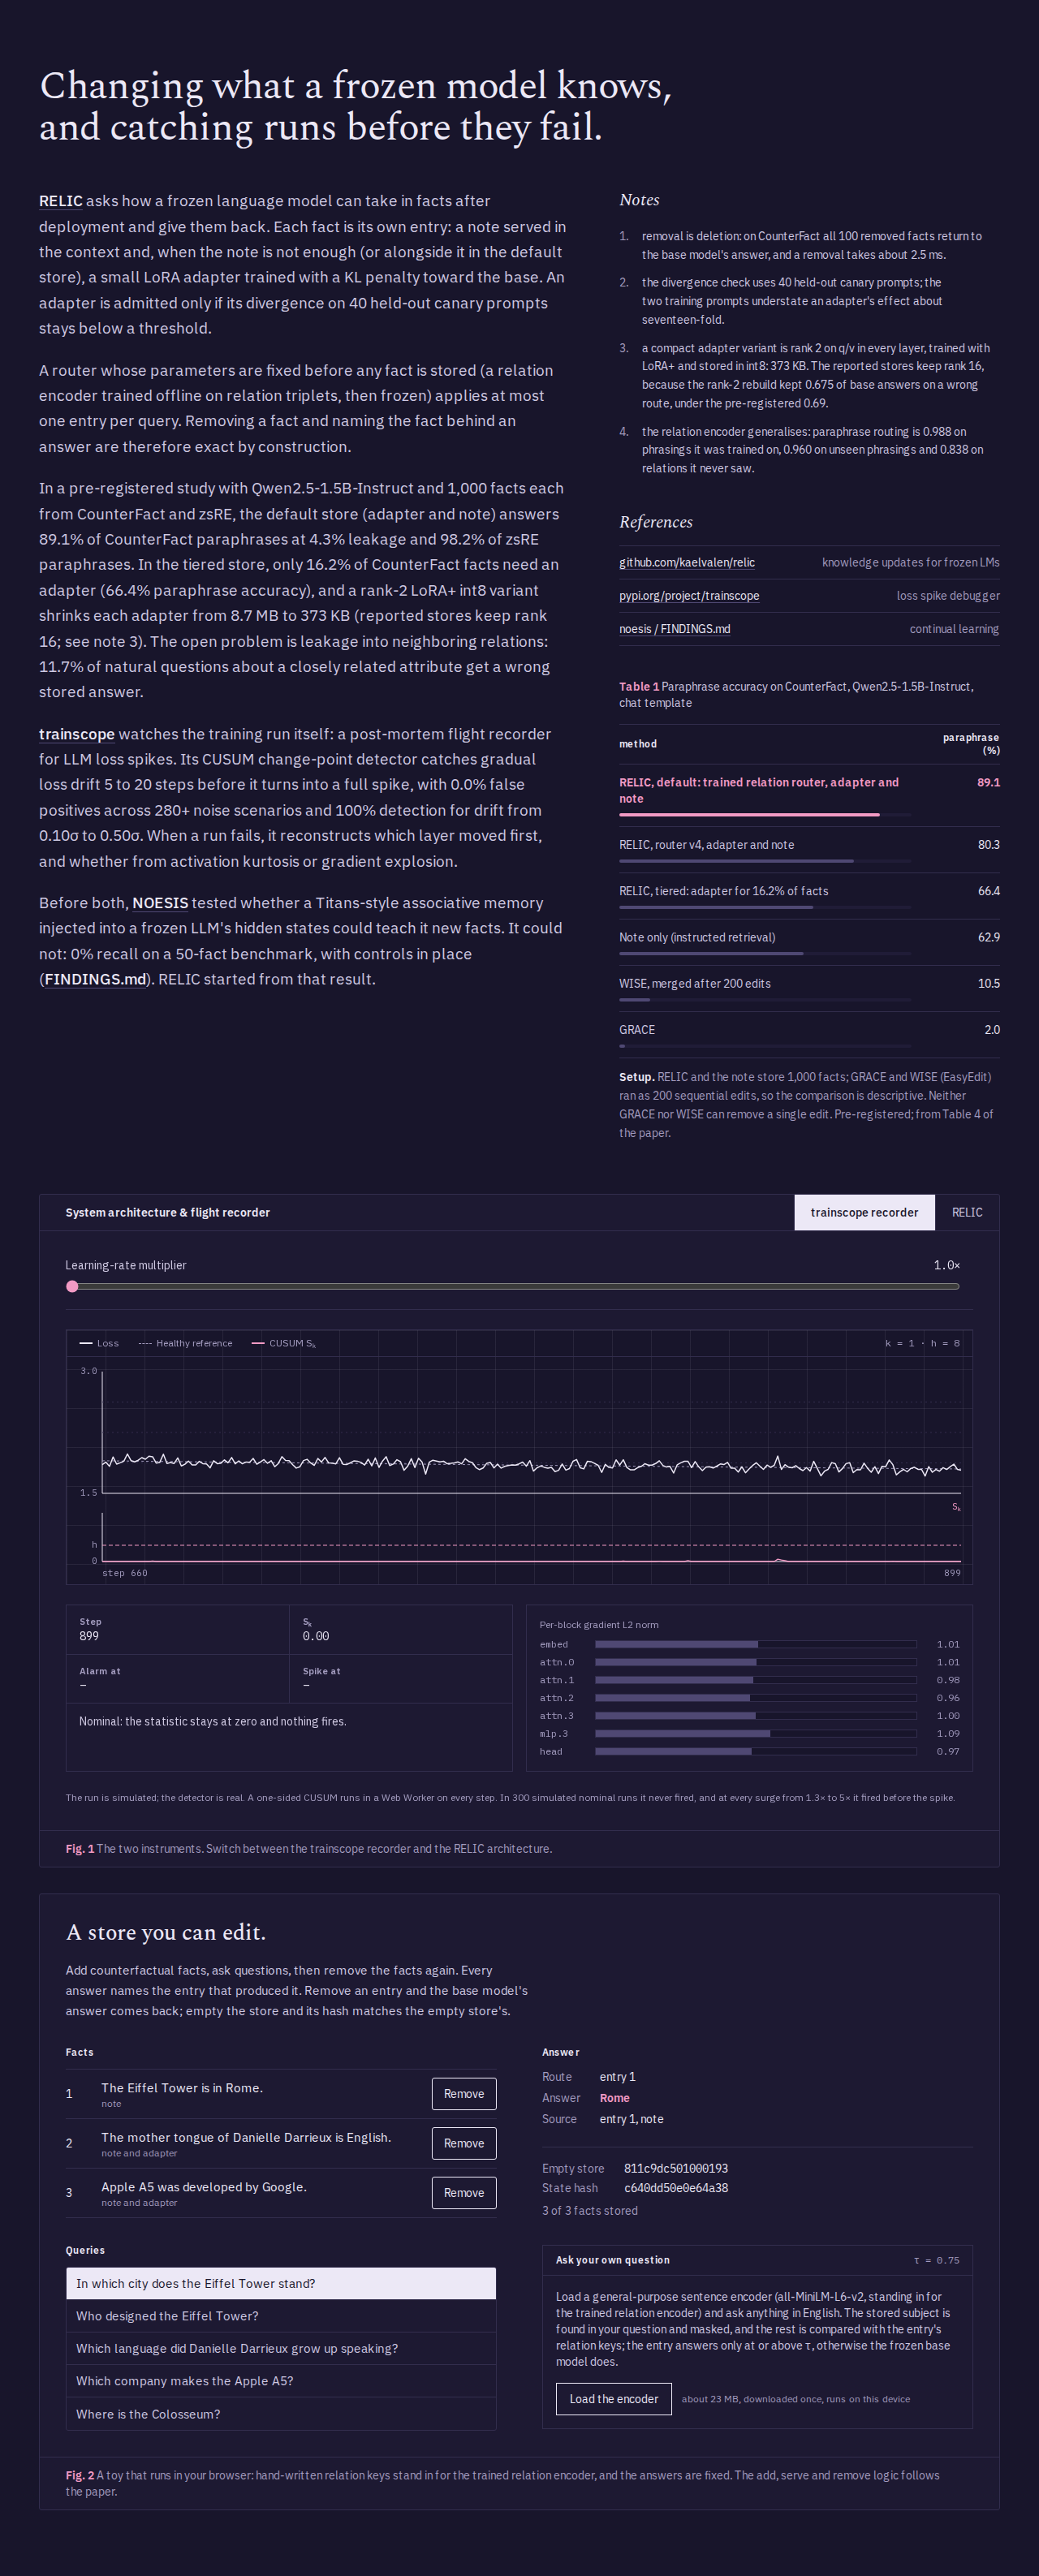 Changing what a frozen model knows,
and catching runs before they fail.
RELIC asks how a frozen language model can take in facts after
deployment and give them back. Each fact is its own entry: a note served in
the context and, when the note is not enough (or alongside it in the default
store), a small LoRA adapter trained with a KL penalty toward the base. An
adapter is admitted only if its divergence on 40 held-out canary prompts
stays below a threshold.
A router whose parameters are fixed before any fact is stored (a relation
encoder trained offline on relation triplets, then frozen) applies at most
one entry per query. Removing a fact and naming the fact behind an
answer are therefore exact by construction.
In a pre-registered study with Qwen2.5-1.5B-Instruct and 1,000 facts each
from CounterFact and zsRE, the default store (adapter and note) answers
89.1% of CounterFact paraphrases at 4.3% leakage and 98.2% of zsRE
paraphrases. In the tiered store, only 16.2% of CounterFact facts need an
adapter (66.4% paraphrase accuracy), and a rank-2 LoRA+ int8 variant
shrinks each adapter from 8.7 MB to 373 KB (reported stores keep rank
16; see note 3). The open problem is leakage into neighboring relations:
11.7% of natural questions about a closely related attribute get a wrong
stored answer.
trainscope watches the training run itself: a post-mortem flight recorder
for LLM loss spikes. Its CUSUM change-point detector catches gradual
loss drift 5 to 20 steps before it turns into a full spike, with 0.0% false
positives across 280+ noise scenarios and 100% detection for drift from
0.10σ to 0.50σ. When a run fails, it reconstructs which layer moved first,
and whether from activation kurtosis or gradient explosion.
Before both, NOESIS tested whether a Titans-style associative memory
injected into a frozen LLM's hidden states could teach it new facts. It could
not: 0% recall on a 50-fact benchmark, with controls in place
(FINDINGS.md). RELIC started from that result.
Notes
1. removal is deletion: on CounterFact all 100 removed facts return to
the base model's answer, and a removal takes about 2.5 ms.
2. the divergence check uses 40 held-out canary prompts; the
two training prompts understate an adapter's effect about
seventeen-fold.
3. a compact adapter variant is rank 2 on q/v in every layer, trained with
LoRA+ and stored in int8: 373 KB. The reported stores keep rank 16,
because the rank-2 rebuild kept 0.675 of base answers on a wrong
route, under the pre-registered 0.69.
4. the relation encoder generalises: paraphrase routing is 0.988 on
phrasings it was trained on, 0.960 on unseen phrasings and 0.838 on
relations it never saw.
References
github.com/kaelvalen/relic knowledge updates for frozen LMs
pypi.org/project/trainscope loss spike debugger
noesis / FINDINGS.md continual learning
Table 1 Paraphrase accuracy on CounterFact, Qwen2.5-1.5B-Instruct,
chat template
method paraphrase
(%)
RELIC, default: trained relation router, adapter and 89.1
note
RELIC, router v4, adapter and note 80.3
RELIC, tiered: adapter for 16.2% of facts 66.4
Note only (instructed retrieval) 62.9
WISE, merged after 200 edits 10.5
GRACE 2.0
Setup. RELIC and the note store 1,000 facts; GRACE and WISE (EasyEdit)
ran as 200 sequential edits, so the comparison is descriptive. Neither
GRACE nor WISE can remove a single edit. Pre-registered; from Table 4 of
the paper.
System architecture & flight recorder trainscope recorder RELIC
Learning-rate multiplier 1.0×
Loss Healthy reference CUSUM Sₖ k = 1 · h = 8
3.0
1.5
Sₖ
h
0
step 660 899
Step
899
Sₖ
0.00
Alarm at
–
Spike at
–
Nominal: the statistic stays at zero and nothing fires.
Per-block gradient L2 norm
embed 1.01
attn.0 1.01
attn.1 0.98
attn.2 0.96
attn.3 1.00
mlp.3 1.09
head 0.97
The run is simulated; the detector is real. A one-sided CUSUM runs in a Web Worker on every step. In 300 simulated nominal runs it never fired, and at every surge from 1.3× to 5× it fired before the spike.
Fig. 1 The two instruments. Switch between the trainscope recorder and the RELIC architecture.
A store you can edit.
Add counterfactual facts, ask questions, then remove the facts again. Every
answer names the entry that produced it. Remove an entry and the base model's
answer comes back; empty the store and its hash matches the empty store's.
Facts
1 The Eiffel Tower is in Rome. Remove
note
2 The mother tongue of Danielle Darrieux is English. Remove
note and adapter
3 Apple A5 was developed by Google. Remove
note and adapter
Queries
In which city does the Eiffel Tower stand?
Who designed the Eiffel Tower?
Which language did Danielle Darrieux grow up speaking?
Which company makes the Apple A5?
Where is the Colosseum?
Answer
Route entry 1
Answer Rome
Source entry 1, note
Empty store 811c9dc501000193
State hash c640dd50e0e64a38
3 of 3 facts stored
Ask your own question τ = 0.75
Load a general-purpose sentence encoder (all-MiniLM-L6-v2, standing in for
the trained relation encoder) and ask anything in English. The stored subject is
found in your question and masked, and the rest is compared with the entry's
relation keys; the entry answers only at or above τ, otherwise the frozen base
model does.
Load the encoder about 23 MB, downloaded once, runs on this device
Fig. 2 A toy that runs in your browser: hand-written relation keys stand in for the trained relation encoder, and the answers are fixed. The add, serve and remove logic follows
the paper.